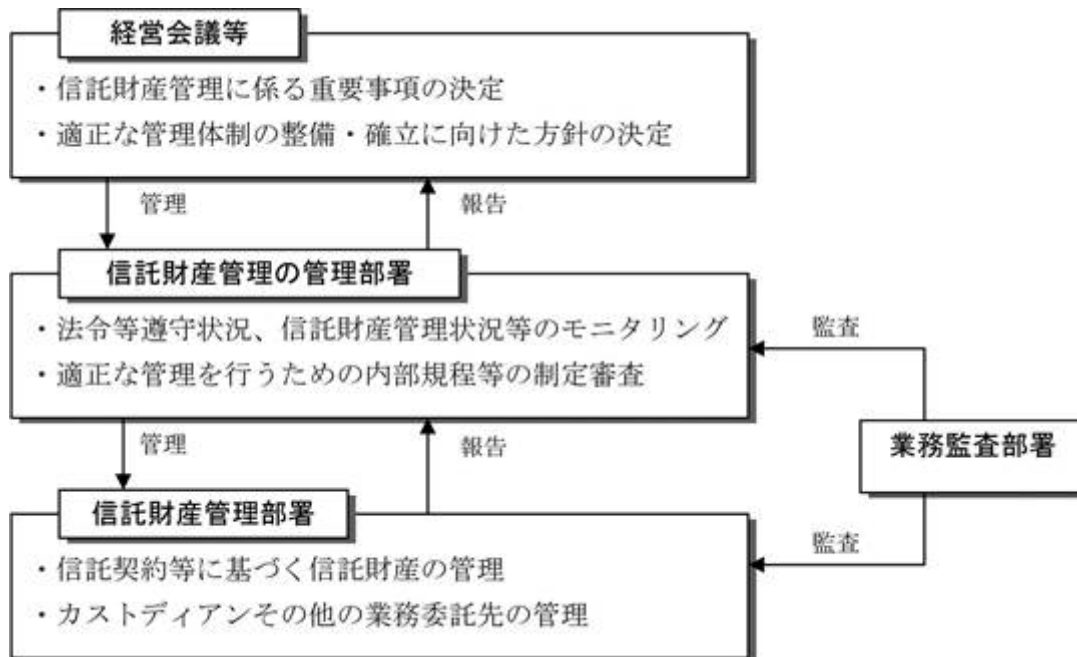 経営会議等
・信託財産管理に係る重要事項の決定
・適正な管理体制の整備・確立に向けた方針の決定
管理
報告
信託財産管理の管理部署
・法令等遵守状況、信託財産管理状況等のモニタリング
・適正な管理を行うための内部規程等の制定審査
監査
管理
報告
業務監査部署
信託財産管理部署
・信託契約等に基づく信託財産の管理
・カストディアンその他の業務委託先の管理
監査